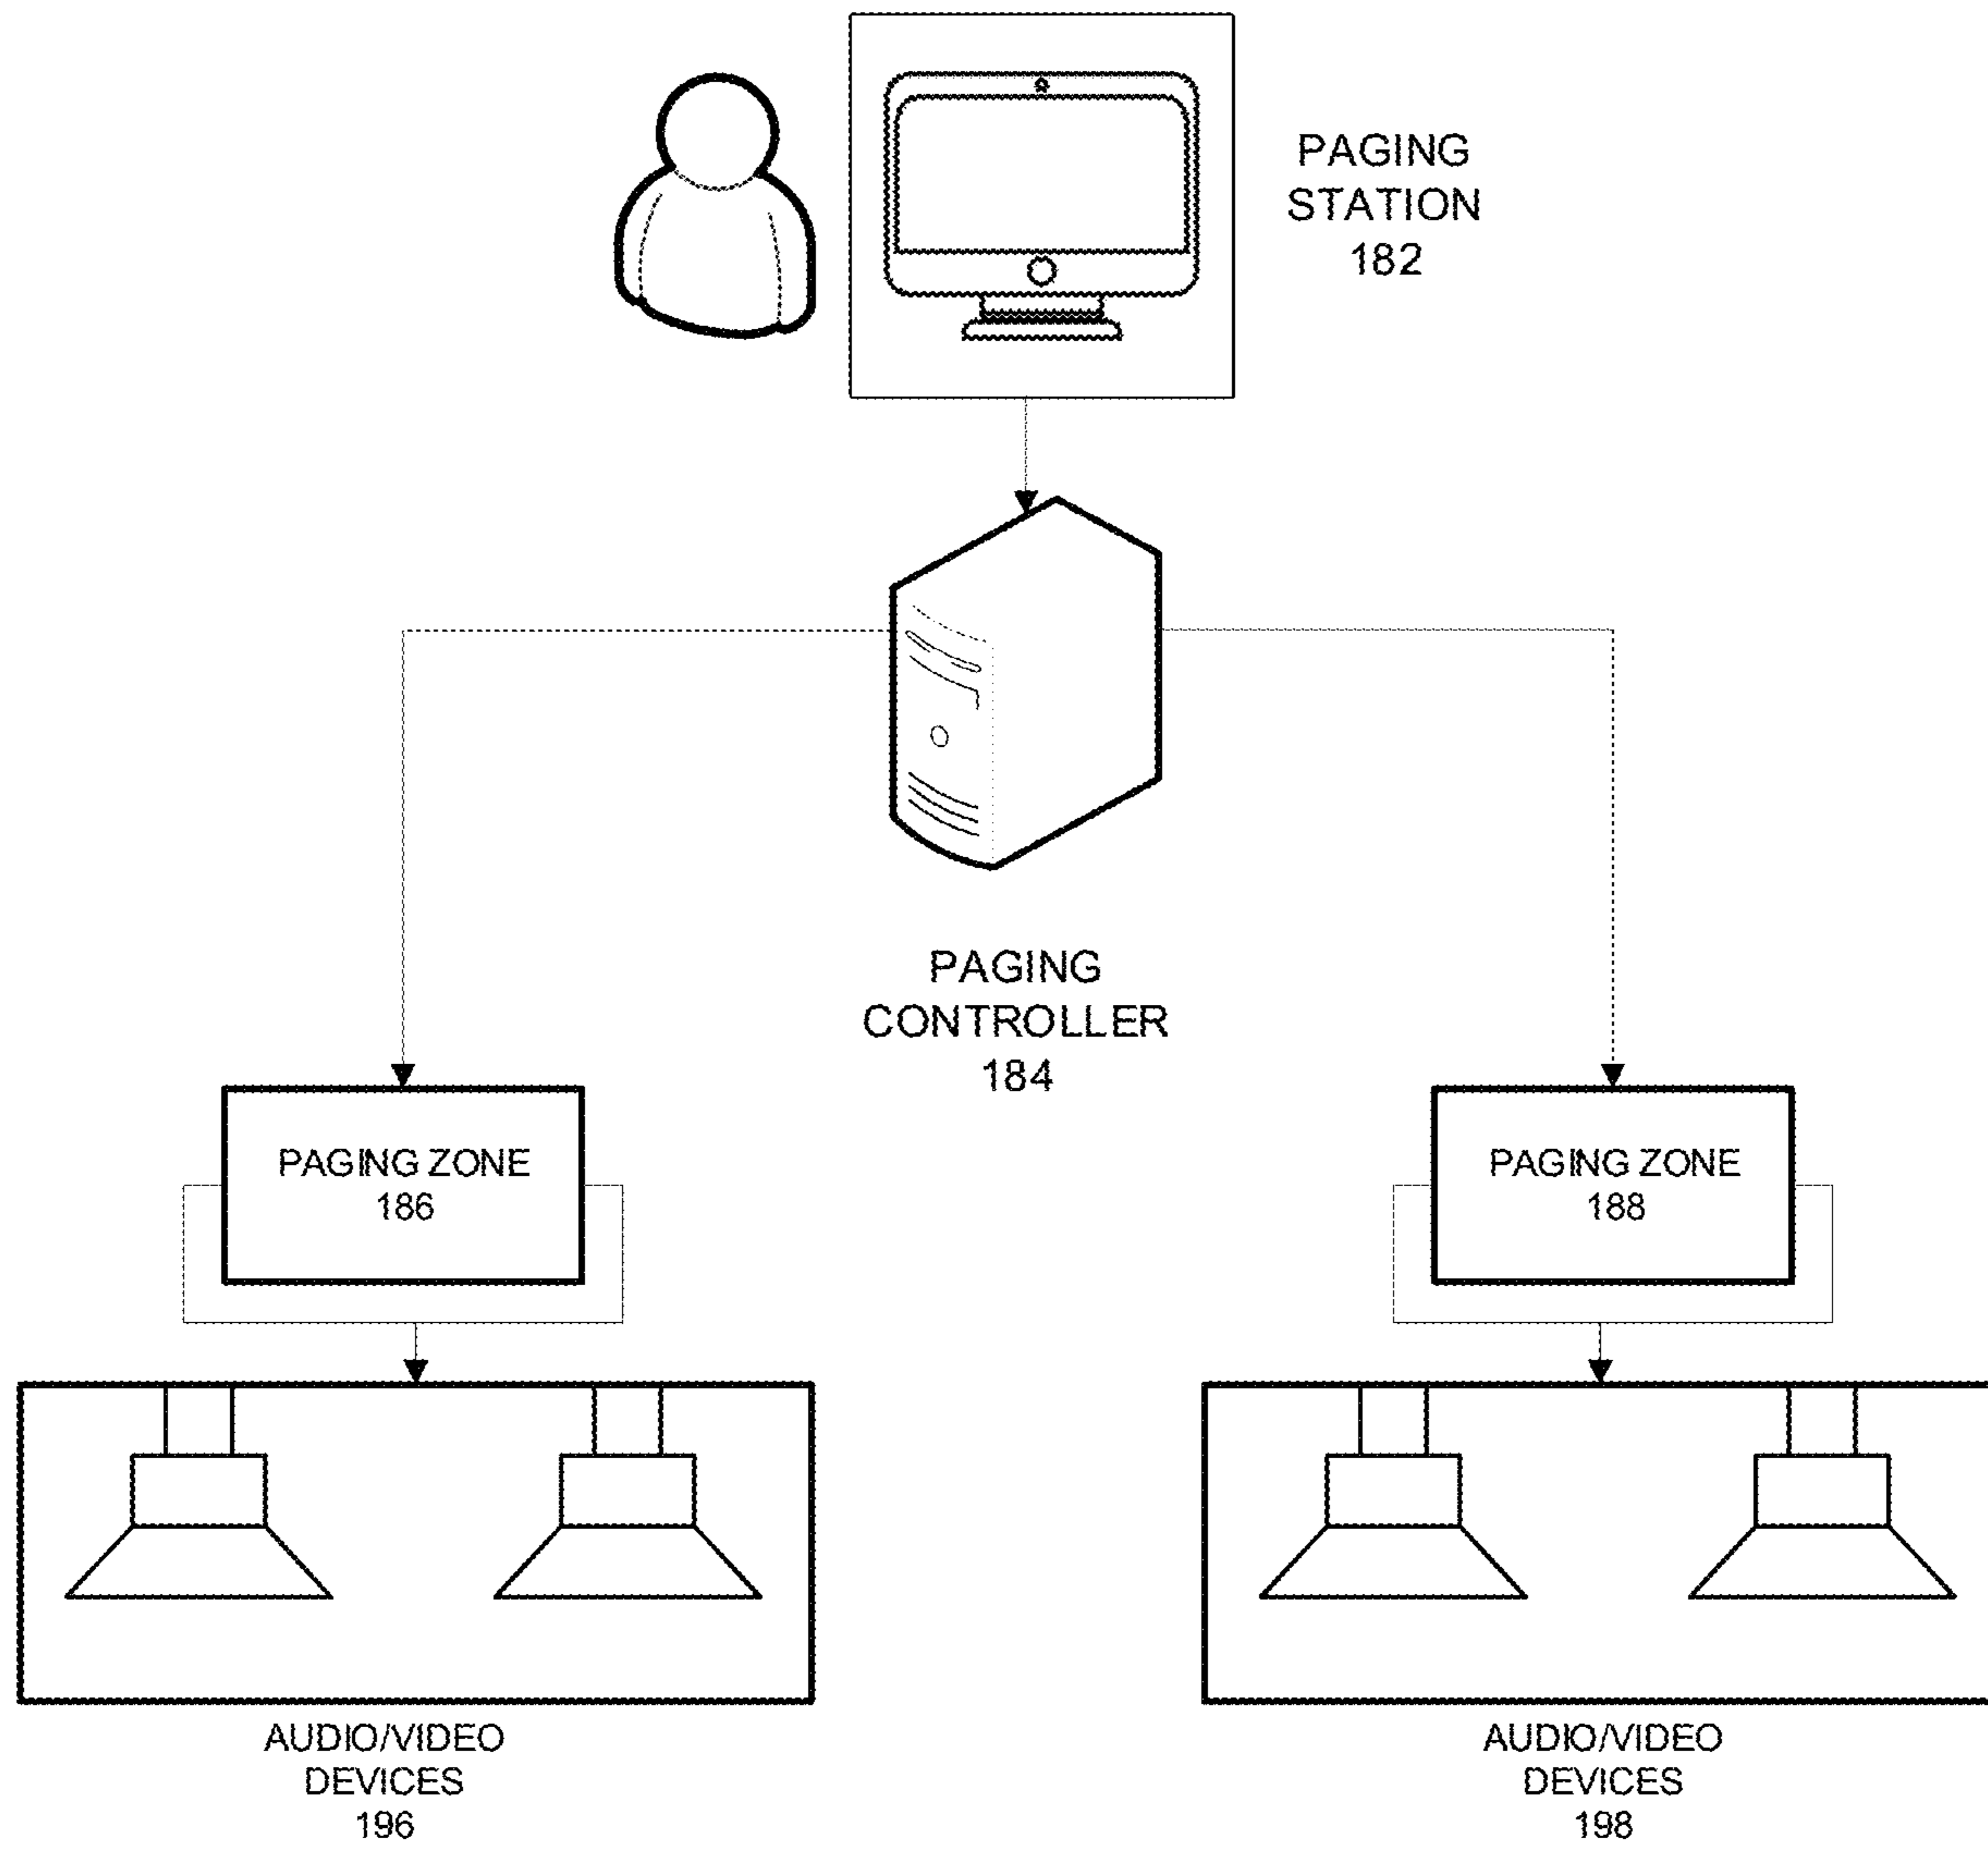 PAGING
STATION
182
PAGING
CONTROLLER
184
PAGING ZONE
186
PAGING ZONE
188
AUDIO/VIDEO
DEVICES
196
AUDIO/VIDEO
DEVICES
198